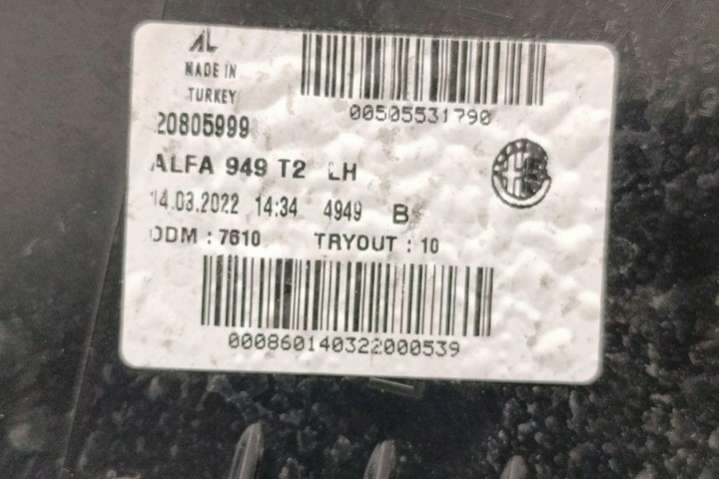 AL
MADE IN
TURKEY
00505531790
20805999
ALFA 949 T2 LH
14.03.2022 14:34 4949 B
ODM : 7610 TRYOUT : 10
000860140322000539